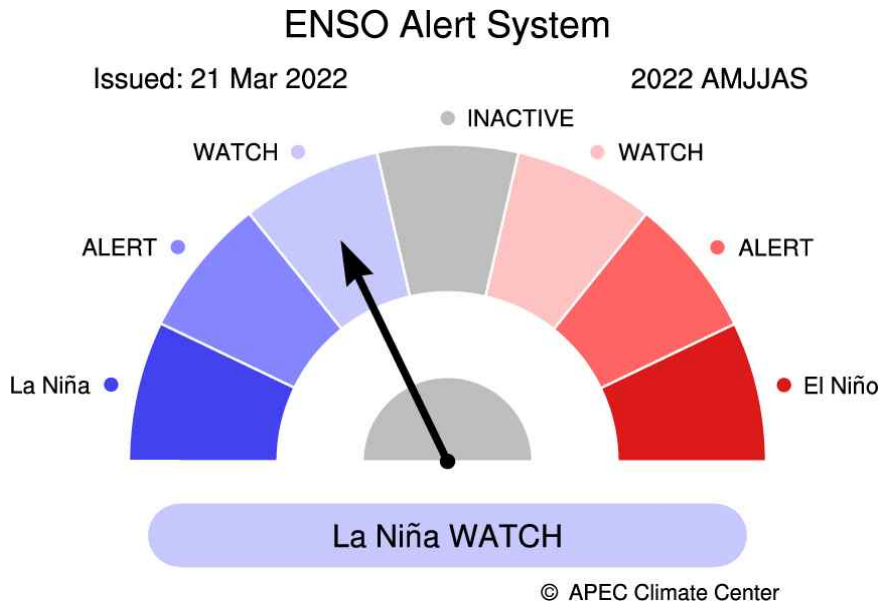 ENSO Alert System
Issued: 21 Mar 2022
2022 AMJJAS
INACTIVE
WATCH
WATCH
ALERT
ALERT
La Niña
El Niño
La Niña WATCH
© APEC Climate Center